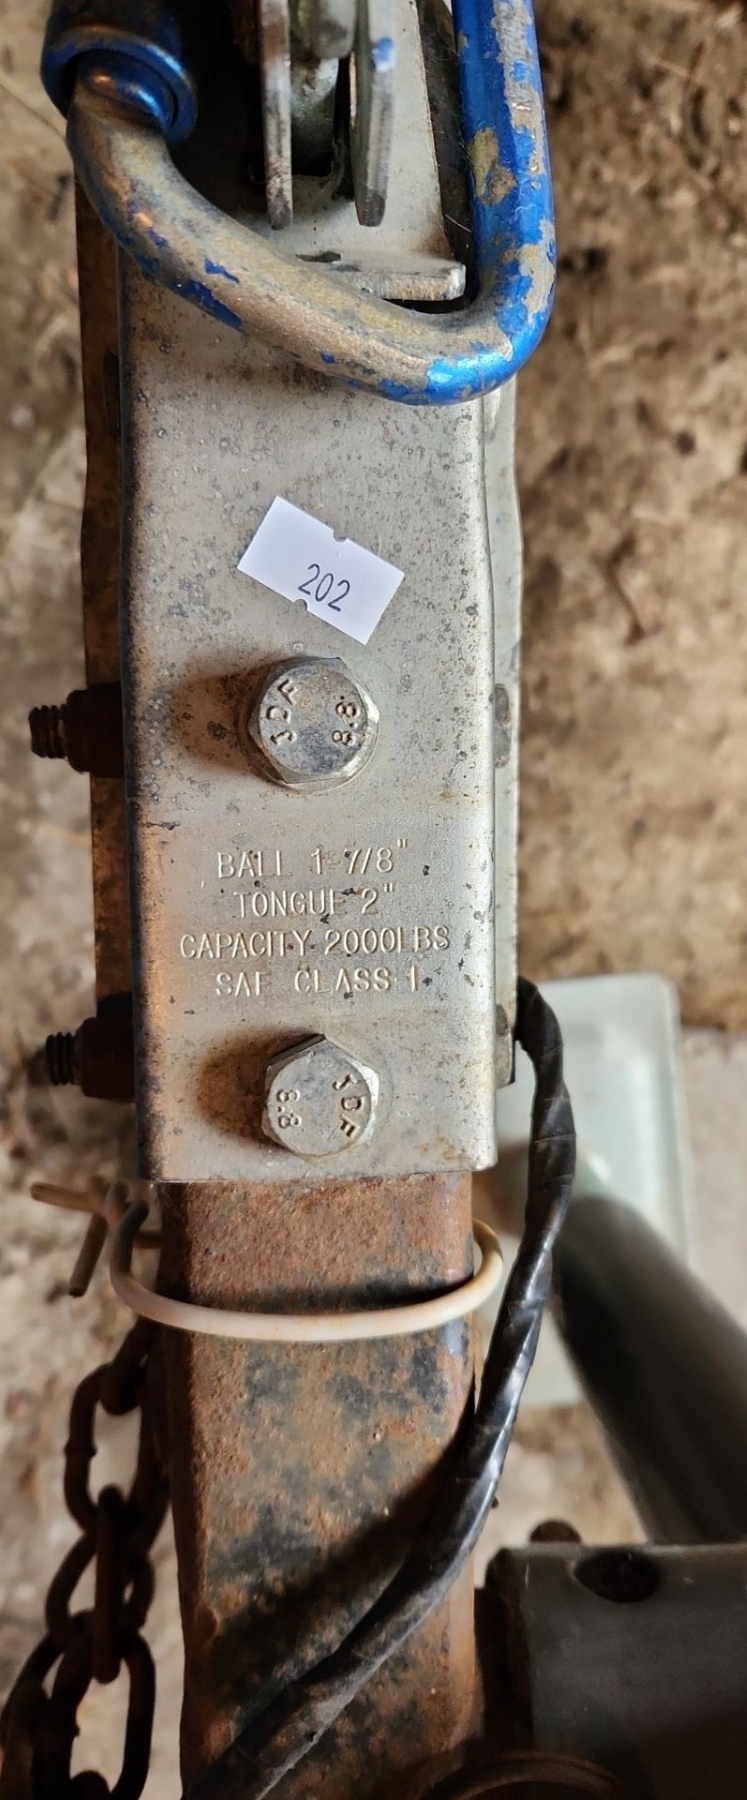 202
JDF
8.8
BALL 1-7/8"
TONGUE 2"
CAPACITY 2000LBS
SAE CLASS 1
8.8
JDF